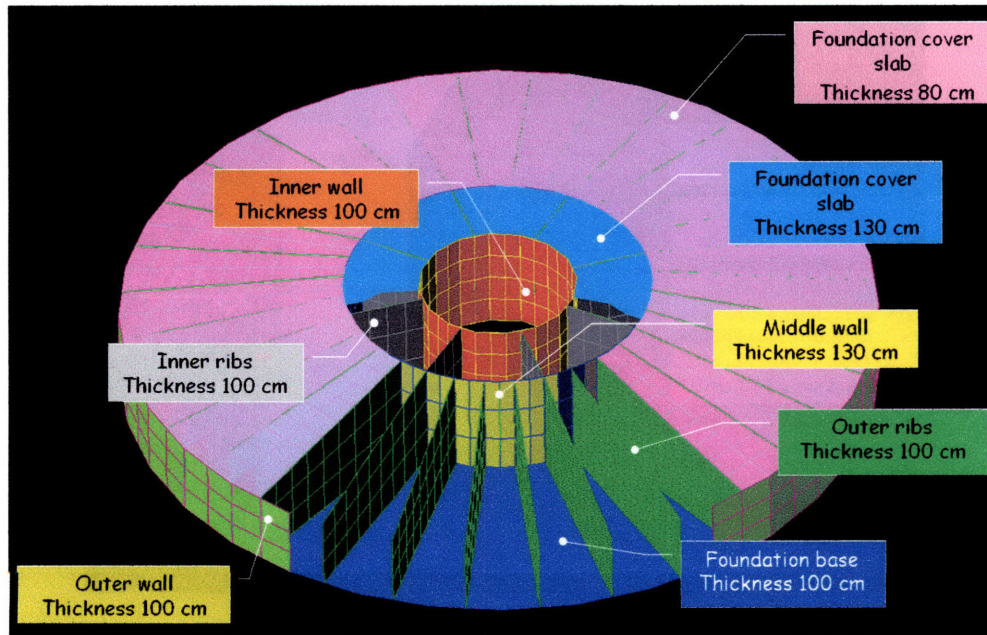 Foundation cover
slab
Thickness 80 cm
Inner wall
Thickness 100 cm
Foundation cover
slab
Thickness 130 cm
Middle wall
Thickness 130 cm
Inner ribs
Thickness 100 cm
Outer ribs
Thickness 100 cm
Foundation base
Thickness 100 cm
Outer wall
Thickness 100 cm